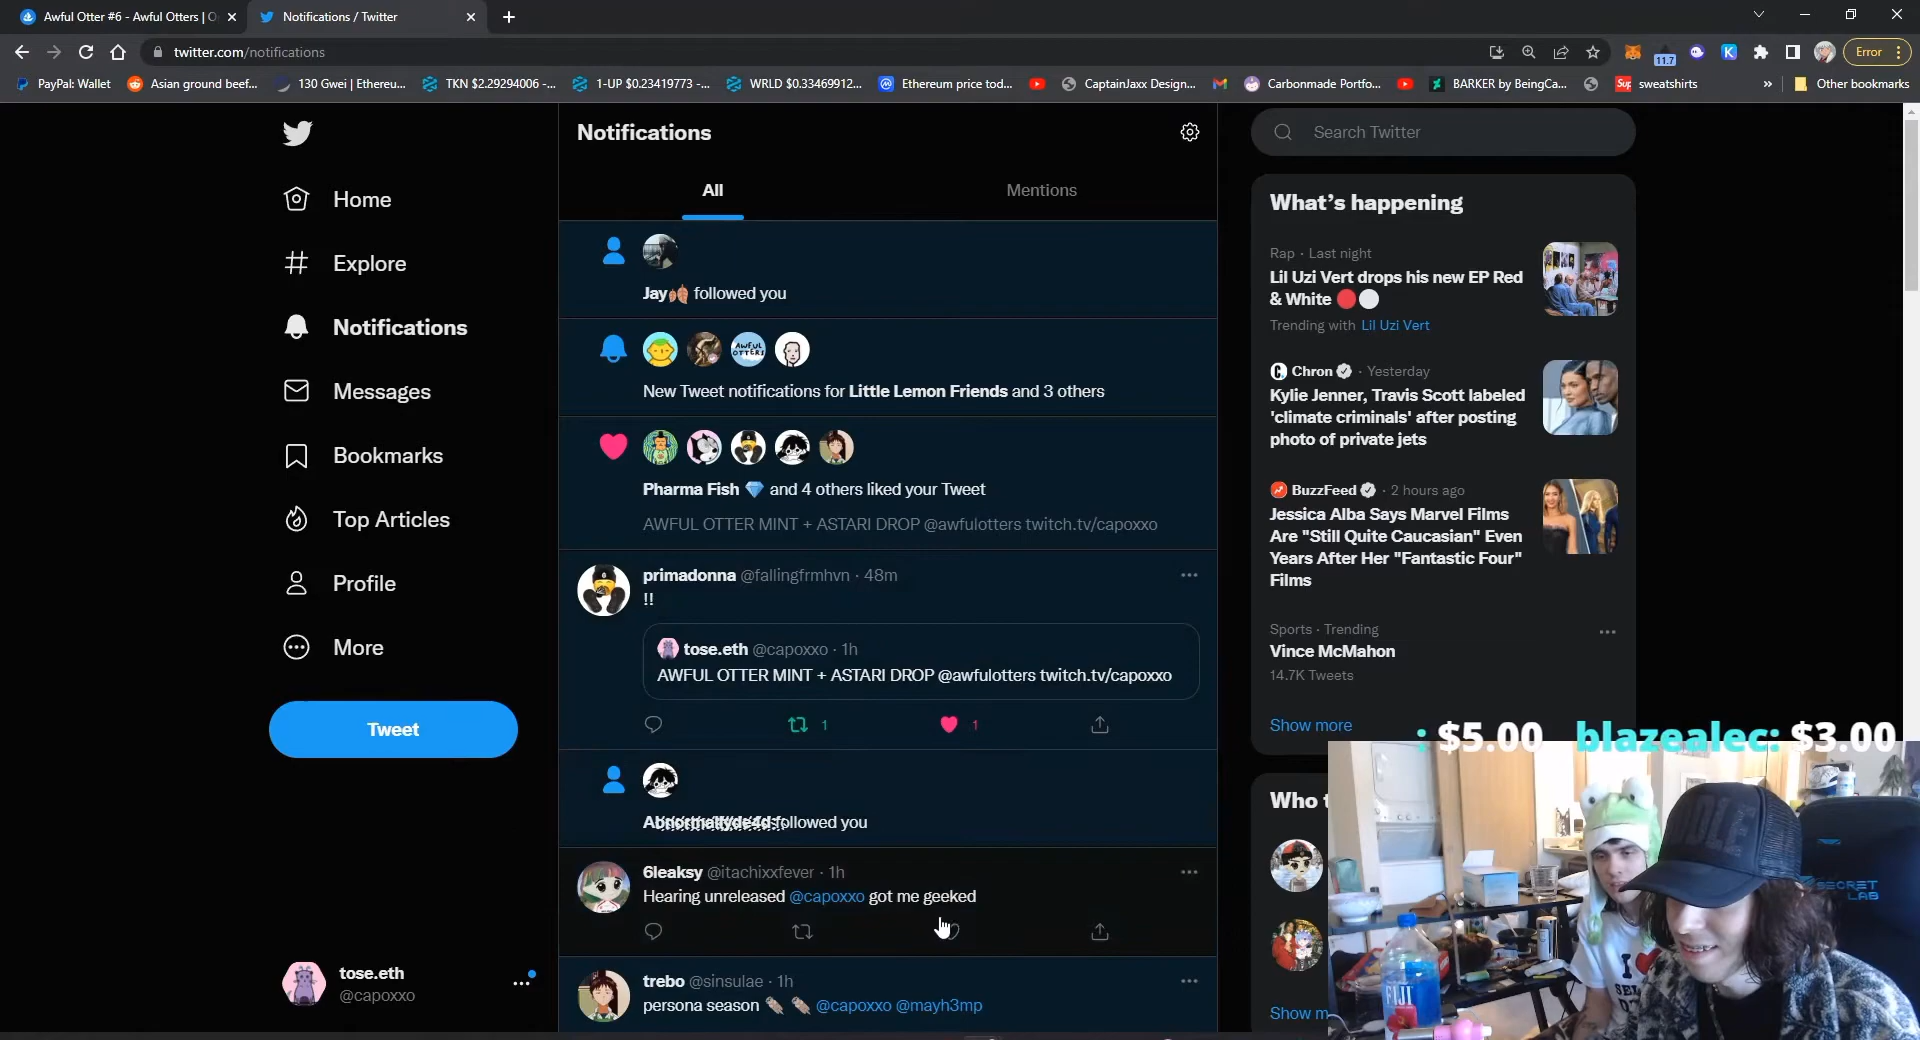 Awful Otter #6 - Awful Otters | O
Notifications / Twitter
twitter.com/notifications
11.7
Error
PayPal: Wallet
Asian ground beef...
130 Gwei | Ethereu...
TKN $2.29294006 -...
1-UP $0.23419773 -...
WRLD $0.33469912...
Ethereum price tod...
CaptainJaxx Design...
Carbonmade Portfo...
BARKER by BeingCa...
Sup
sweatshirts
»
Other bookmarks
Home
Explore
Notifications
Messages
Bookmarks
Top Articles
Profile
More
Tweet
tose.eth
@capoxxo
Notifications
All
Mentions
Jay🍂 followed you
AWFUL
OTTERS
New Tweet notifications for Little Lemon Friends and 3 others
Pharma Fish 💎 and 4 others liked your Tweet
AWFUL OTTER MINT + ASTARI DROP @awfulotters twitch.tv/capoxxo
primadonna @fallingfrmhvn · 48m
!!
tose.eth @capoxxo · 1h
AWFUL OTTER MINT + ASTARI DROP @awfulotters twitch.tv/capoxxo
1
1
Abnormallyde4d followed you
6leaksy @itachixxfever · 1h
Hearing unreleased @capoxxo got me geeked
trebo @sinsulae · 1h
persona season @capoxxo @mayh3mp
Search Twitter
What's happening
Rap · Last night
Lil Uzi Vert drops his new EP Red
& White 🔴⚪
Trending with Lil Uzi Vert
Chron · Yesterday
Kylie Jenner, Travis Scott labeled
'climate criminals' after posting
photo of private jets
BuzzFeed · 2 hours ago
Jessica Alba Says Marvel Films
Are "Still Quite Caucasian" Even
Years After Her "Fantastic Four"
Films
Sports · Trending
Vince McMahon
14.7K Tweets
Show more
: $5.00 blazealec: $3.00
Who t
Show m
SECRET
LAB
FIJI